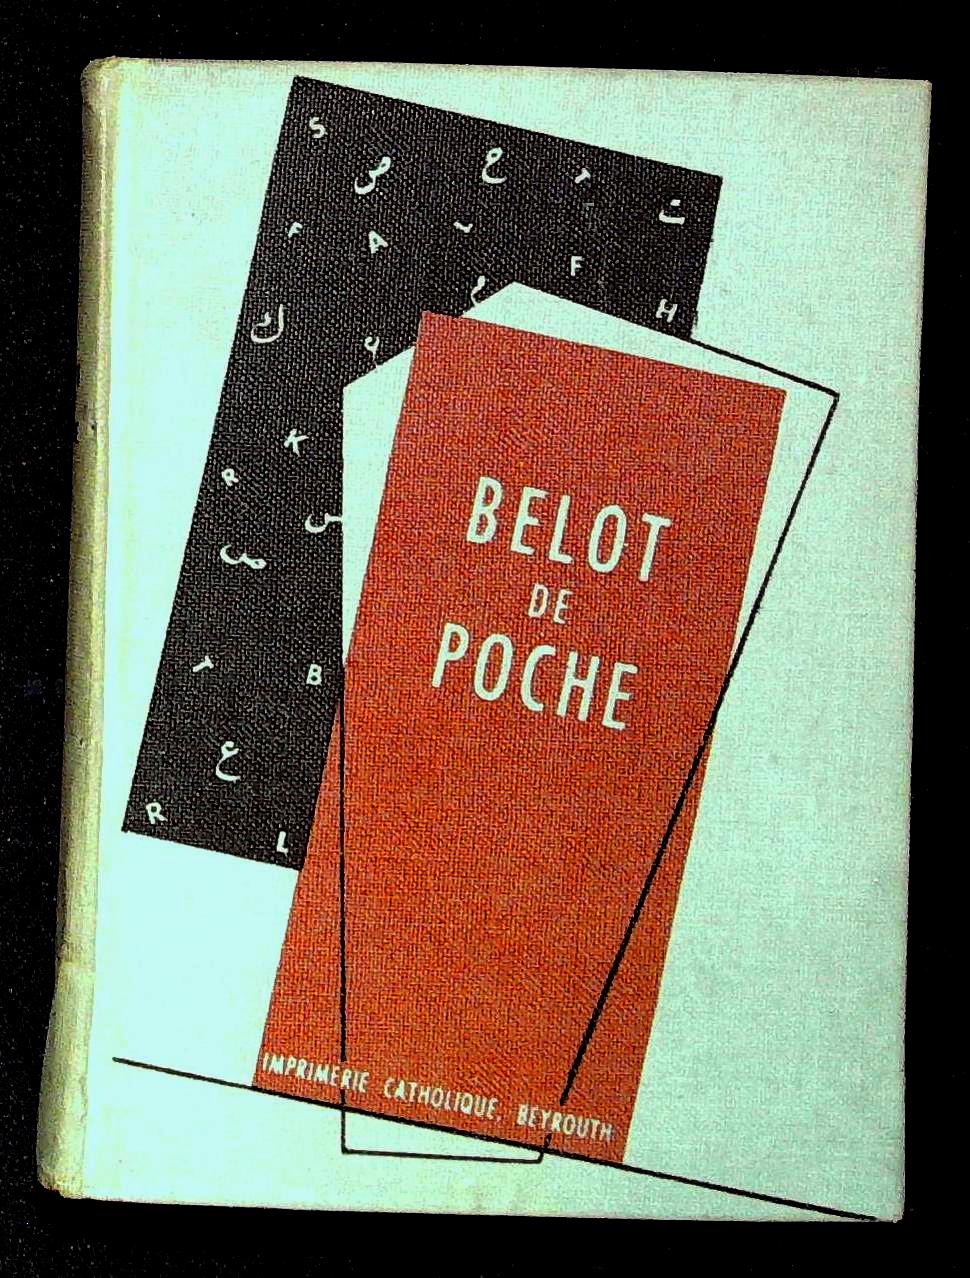 S
ص ع T ت
F A F
H
ك و
K
R
س
ص
T B
ع
R
L
BELOT
DE
POCHE
IMPRIMERIE CATHOLIQUE, BEYROUTH